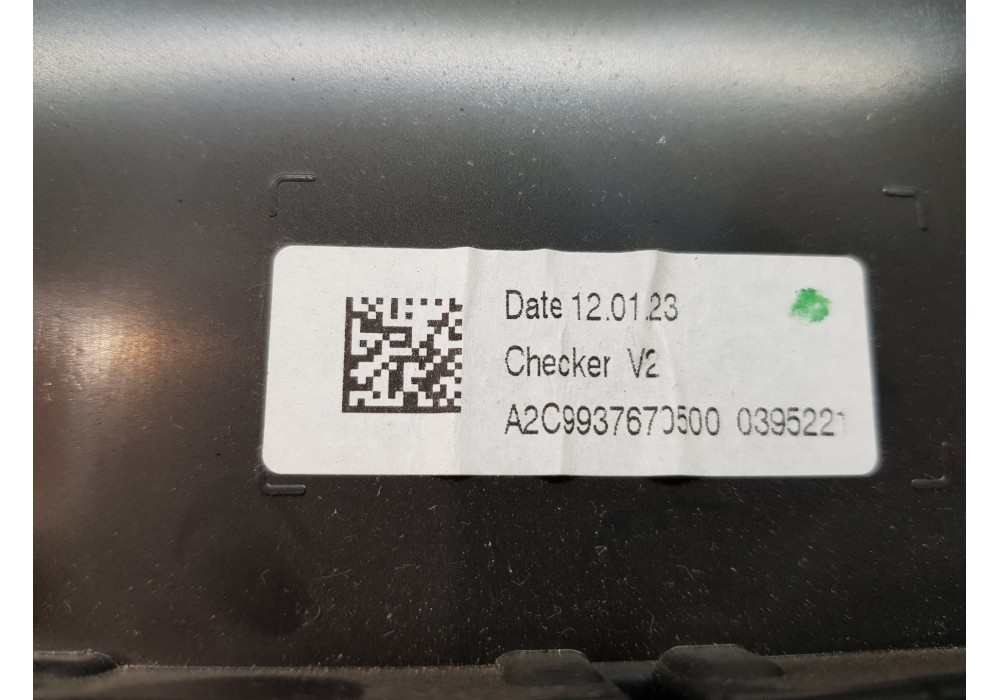 Date 12.01.23
Checker V2
A2C9937670500 0395221